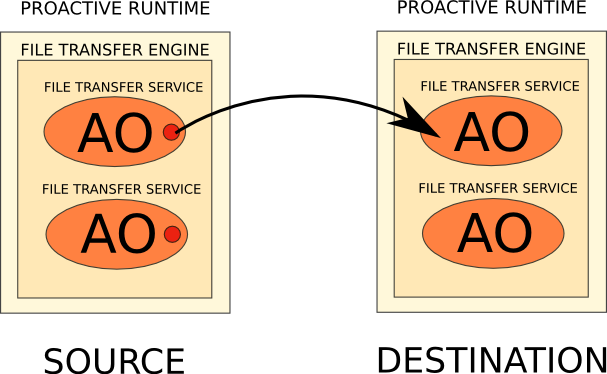 PROACTIVE RUNTIME
FILE TRANSFER ENGINE
FILE TRANSFER SERVICE
AO
FILE TRANSFER SERVICE
AO
SOURCE
PROACTIVE RUNTIME
FILE TRANSFER ENGINE
FILE TRANSFER SERVICE
AO
FILE TRANSFER SERVICE
AO
DESTINATION